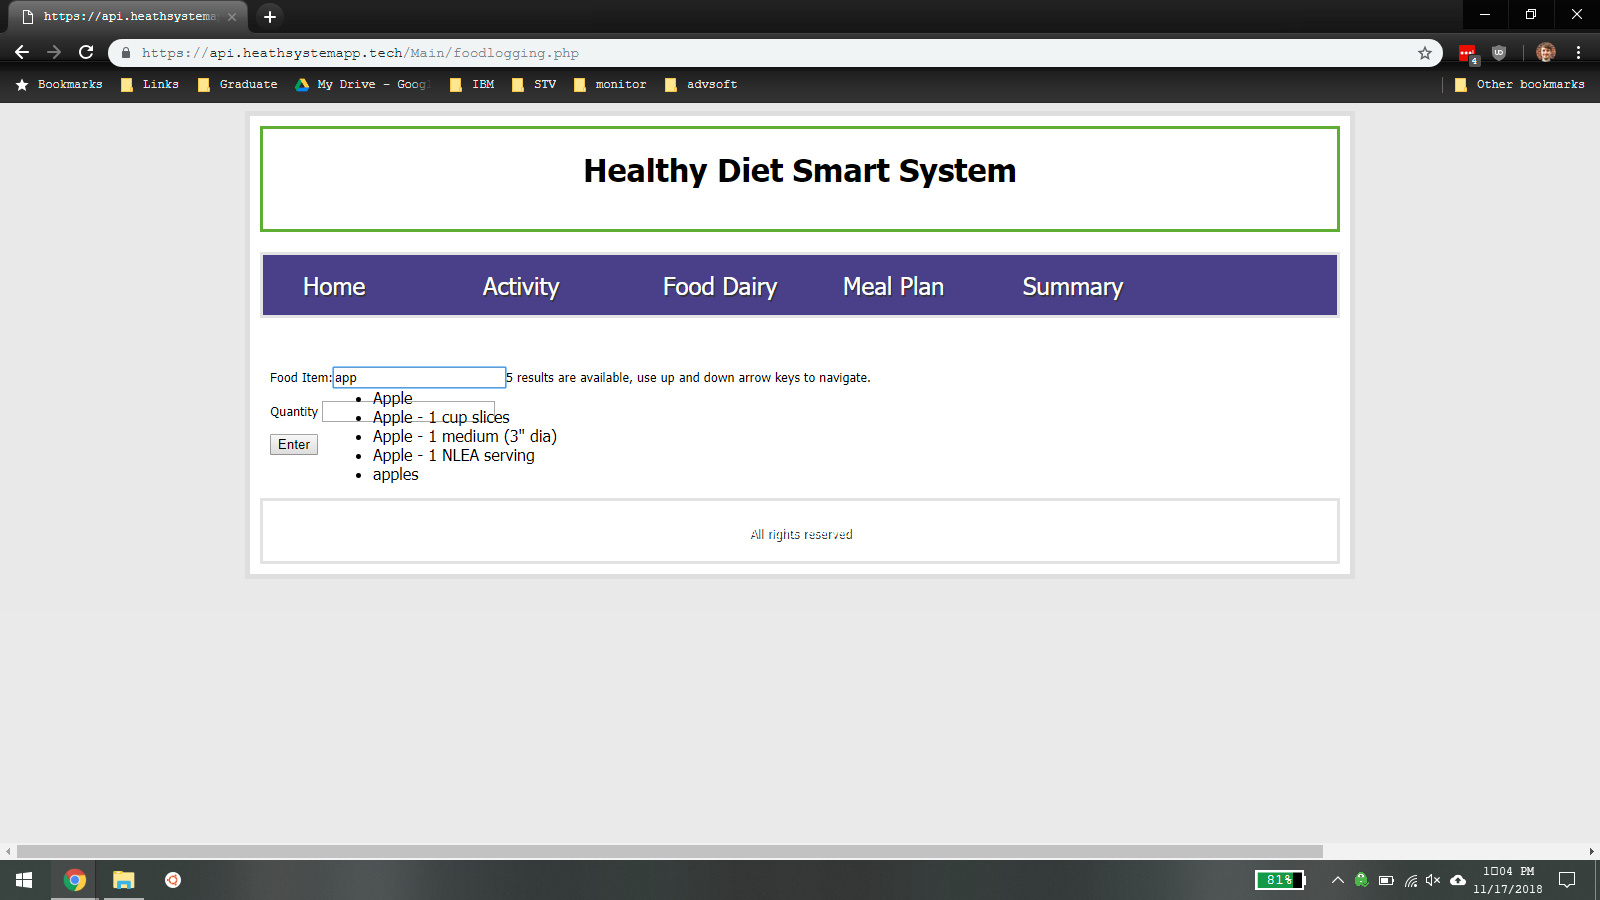 https://api.heathsystema
https://api.heathsystemapp.tech/Main/foodlogging.php
4
Bookmarks Links Graduate My Drive - Goog IBM STV monitor advsoft Other bookmarks
Healthy Diet Smart System
Home Activity Food Dairy Meal Plan Summary
Food Item: app 5 results are available, use up and down arrow keys to navigate.
Apple
Quantity
Apple - 1 cup slices
Apple - 1 medium (3" dia)
Enter
Apple - 1 NLEA serving
apples
All rights reserved
81%
1:04 PM
11/17/2018